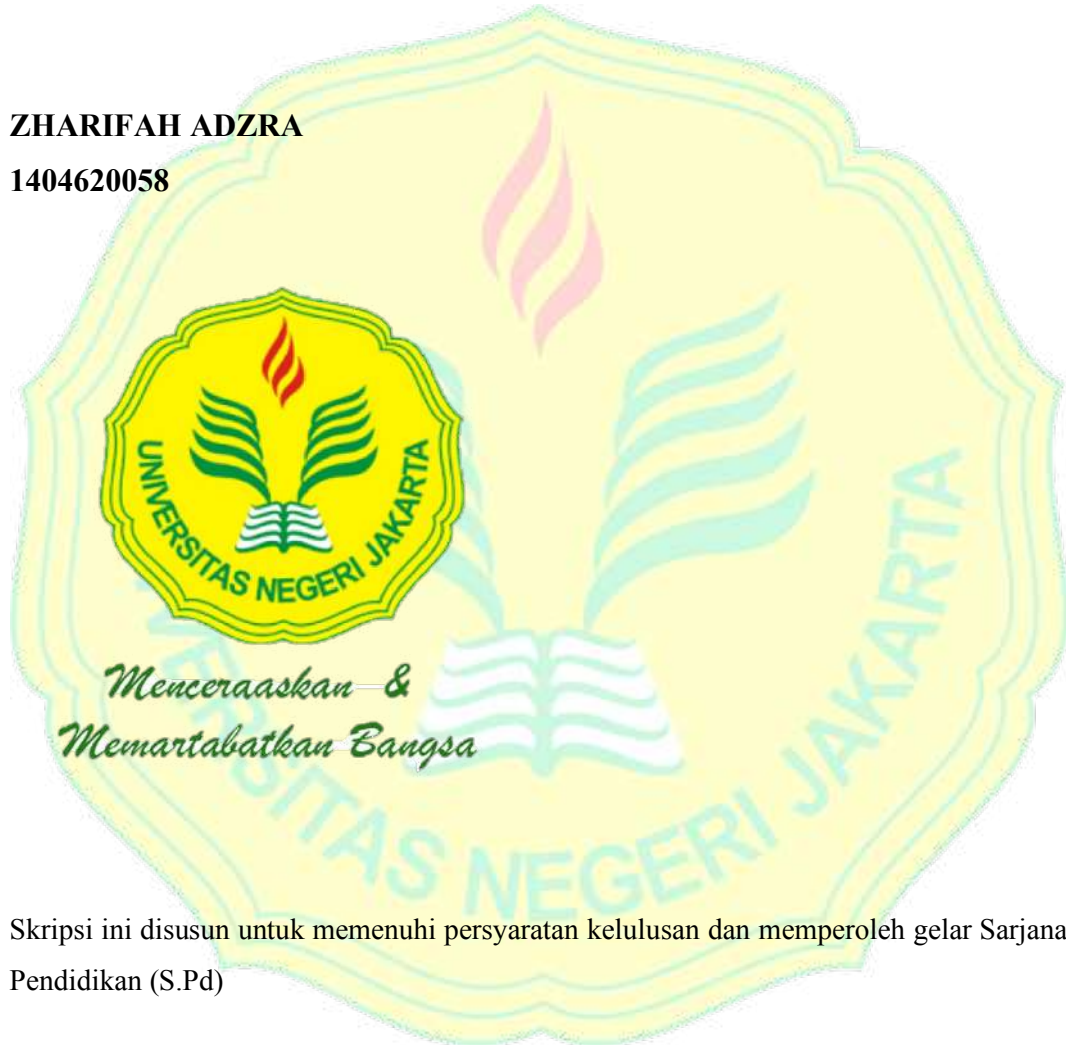 ZHARIFAH ADZRA
1404620058
UNIVERSITAS NEGERI JAKARTA
Menceraaskan &
Memartabatkan Bangsa
Skripsi ini disusun untuk memenuhi persyaratan kelulusan dan memperoleh gelar Sarjana
Pendidikan (S.Pd)